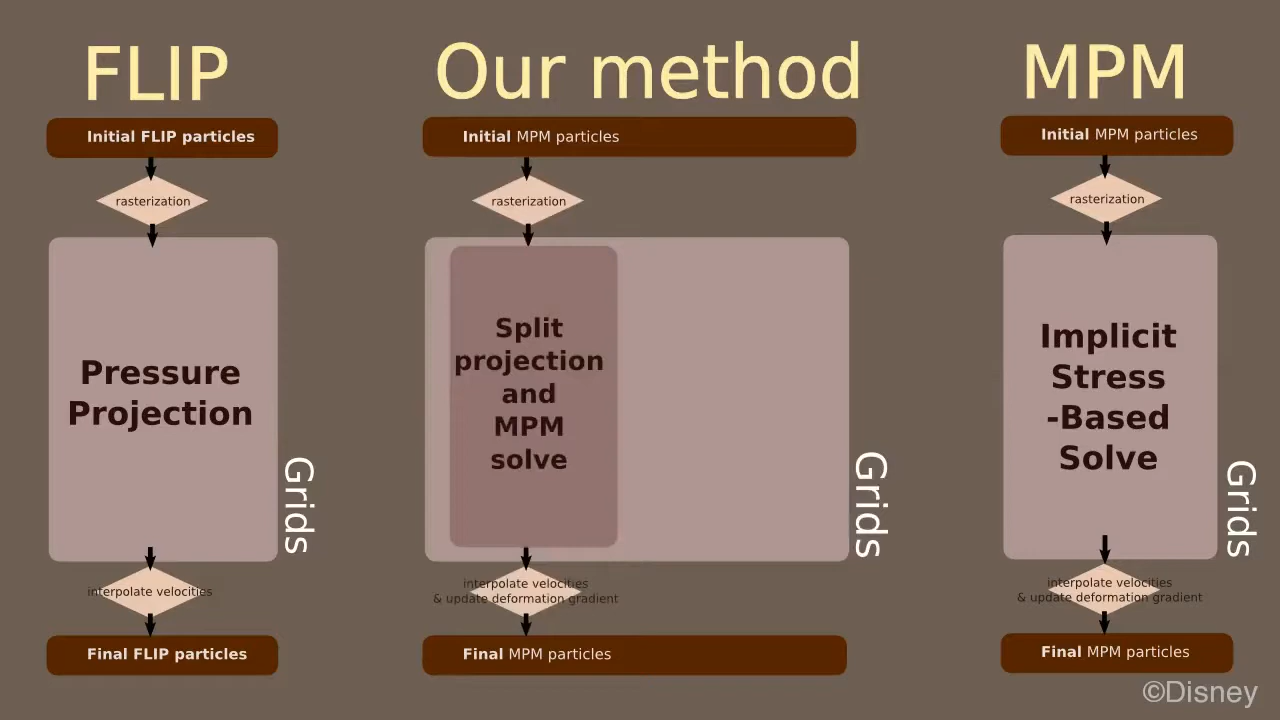 FLIP
Initial FLIP particles
rasterization
Pressure
Projection
Grids
interpolate velocities
Final FLIP particles
Our method
Initial MPM particles
rasterization
Split
projection
and
MPM
solve
Grids
interpolate velocities
& update deformation gradient
Final MPM particles
MPM
Initial MPM particles
rasterization
Implicit
Stress
-Based
Solve
Grids
interpolate velocities
& update deformation gradient
Final MPM particles
©Disney